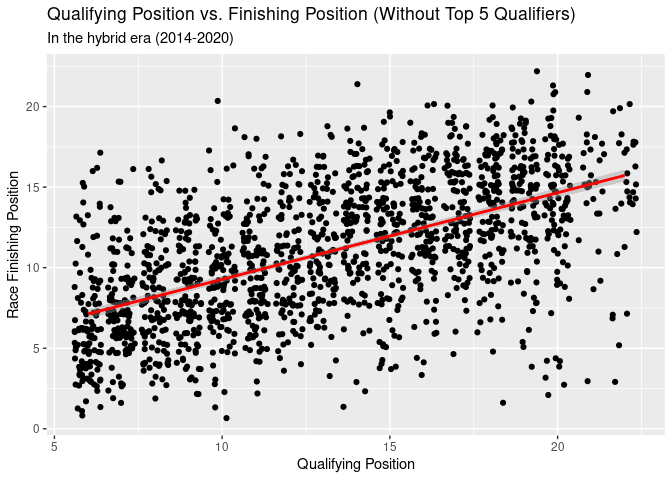 Qualifying Position vs. Finishing Position (Without Top 5 Qualifiers)
In the hybrid era (2014-2020)
Race Finishing Position
20
15
10
5
0
5 10 15 20
Qualifying Position